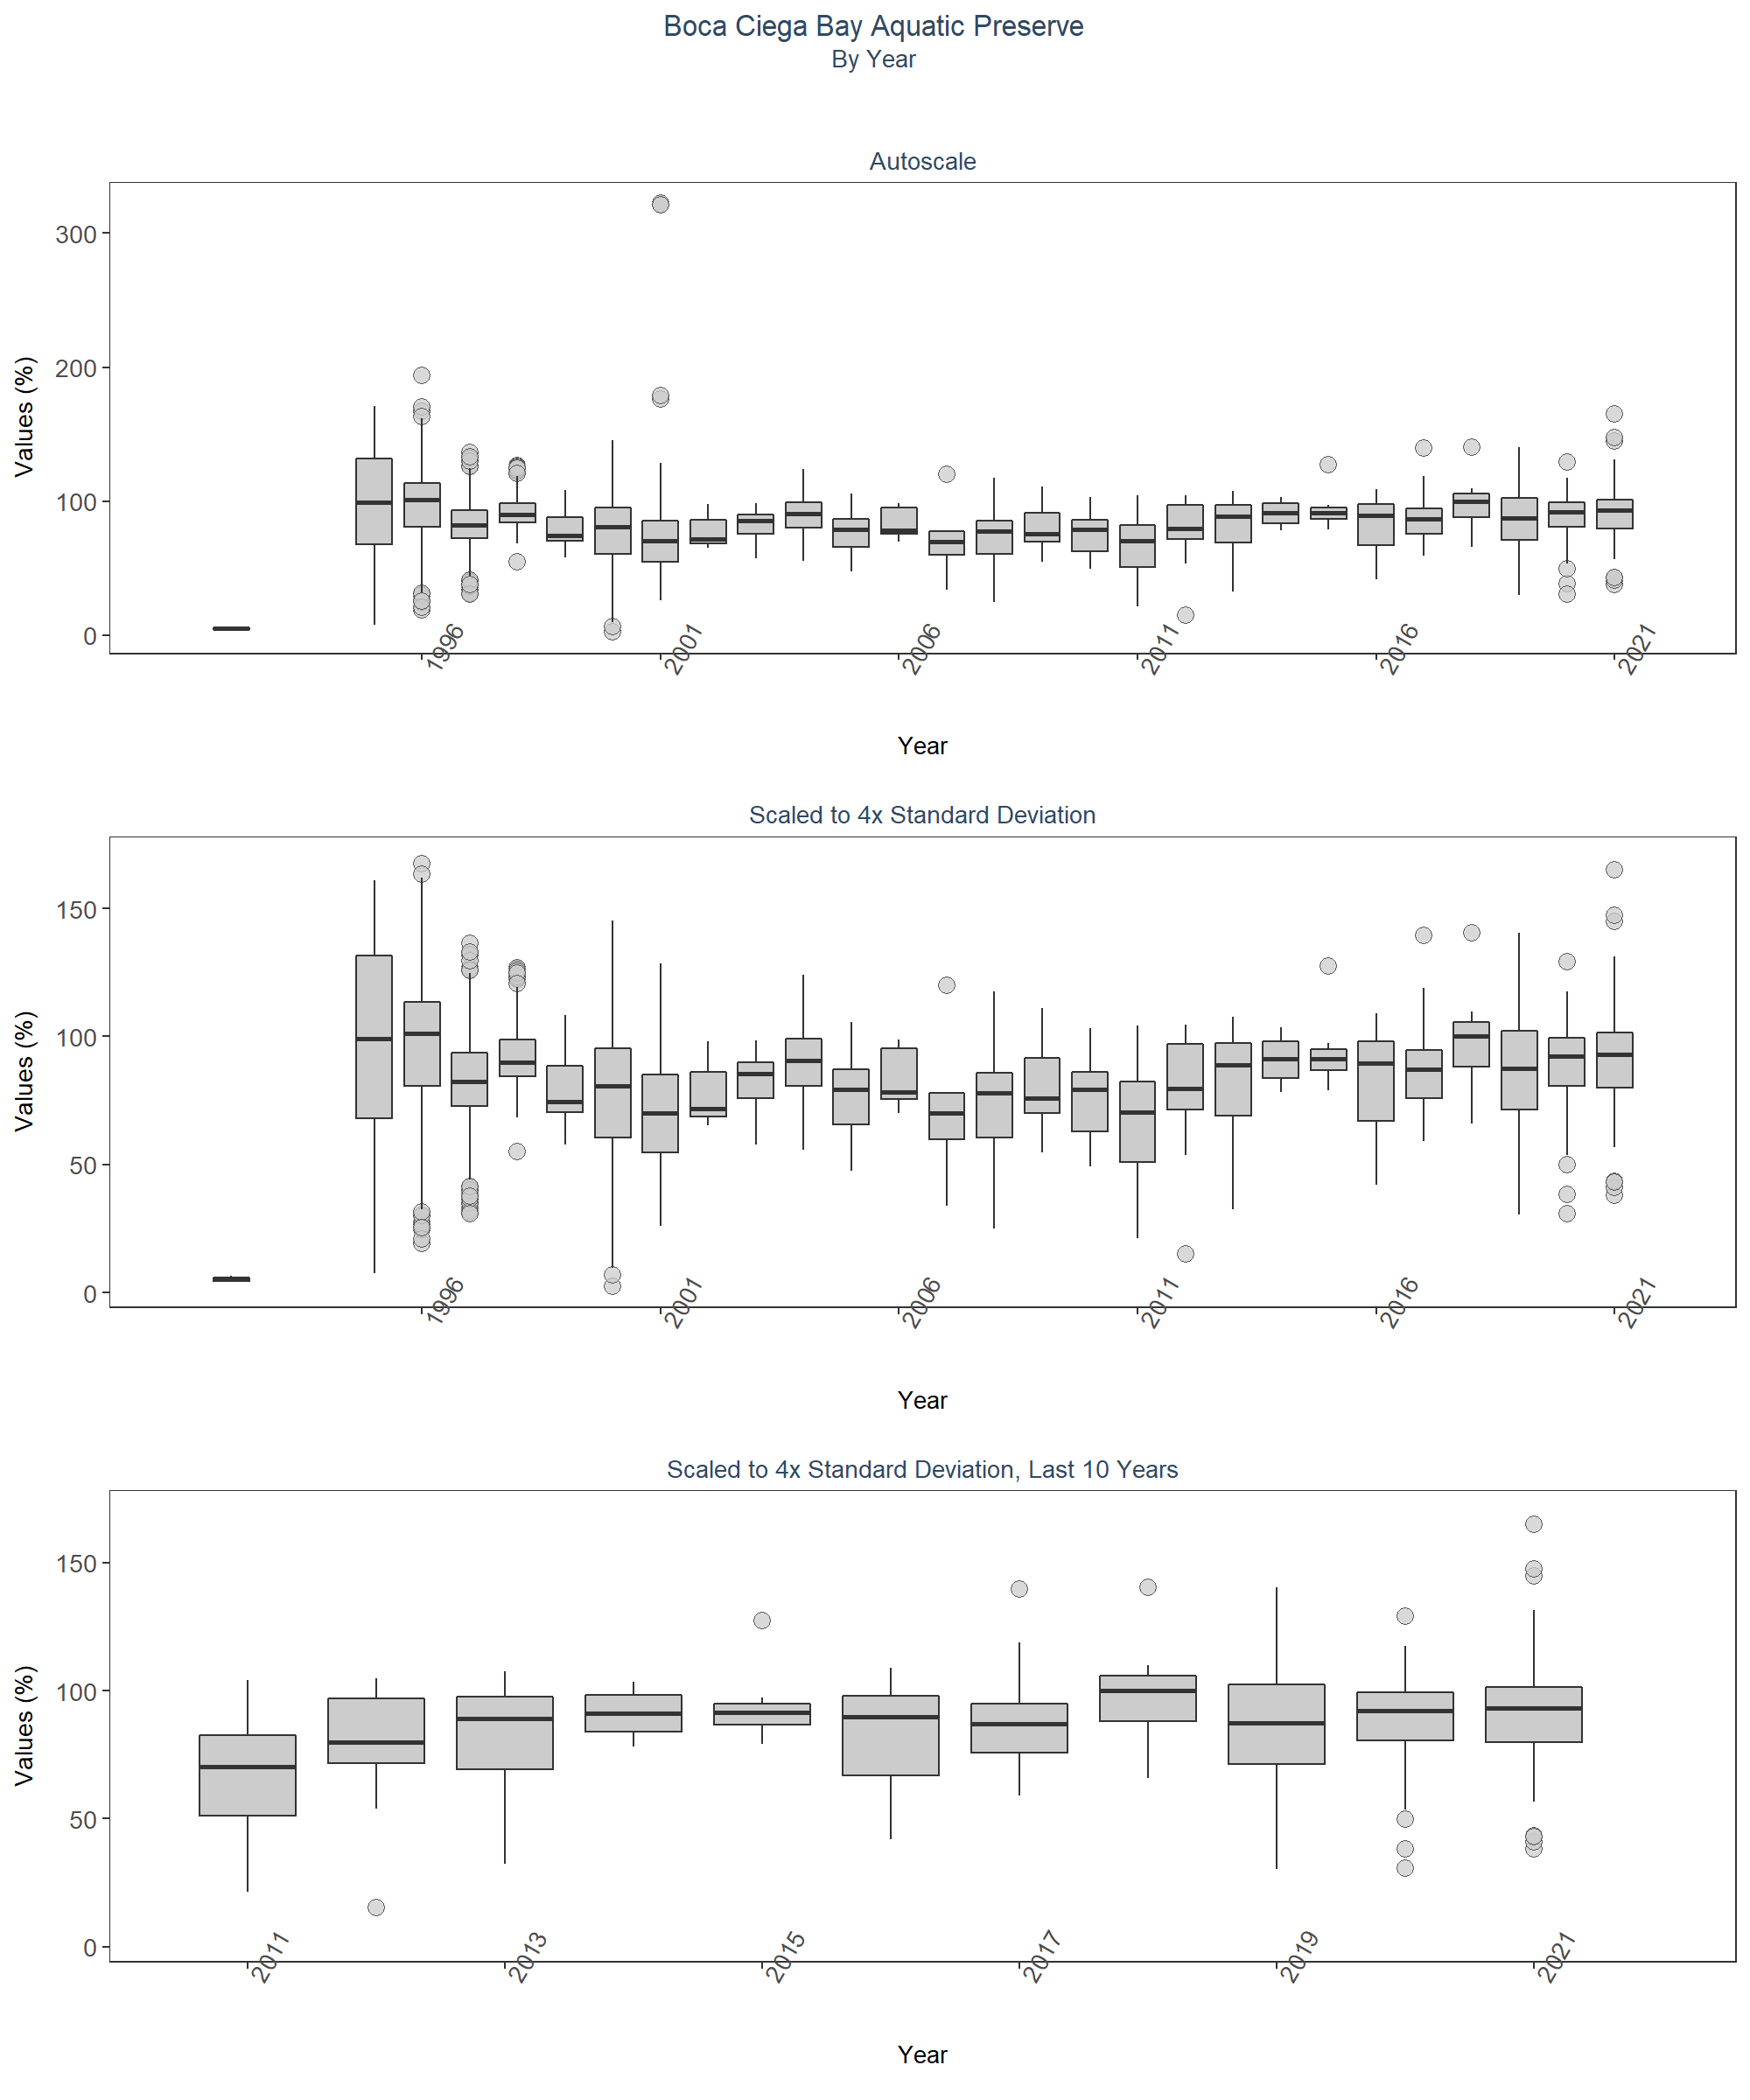 Boca Ciega Bay Aquatic Preserve
By Year
Autoscale
Values (%)
300
200
100
0
1996 2001 2006 2011 2016 2021
Year
Scaled to 4x Standard Deviation
Values (%)
150
100
50
0
1996 2001 2006 2011 2016 2021
Year
Scaled to 4x Standard Deviation, Last 10 Years
Values (%)
150
100
50
0
2011 2013 2015 2017 2019 2021
Year